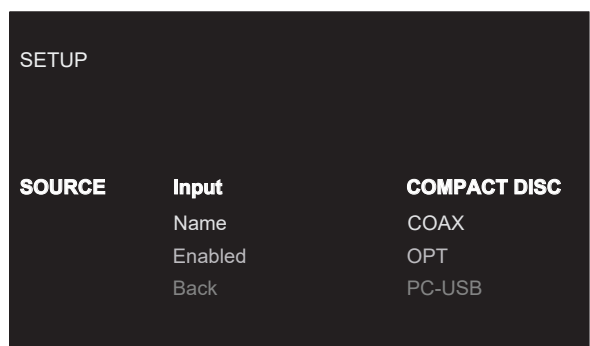 SETUP
SOURCE Input COMPACT DISC
Name COAX
Enabled OPT
Back PC-USB